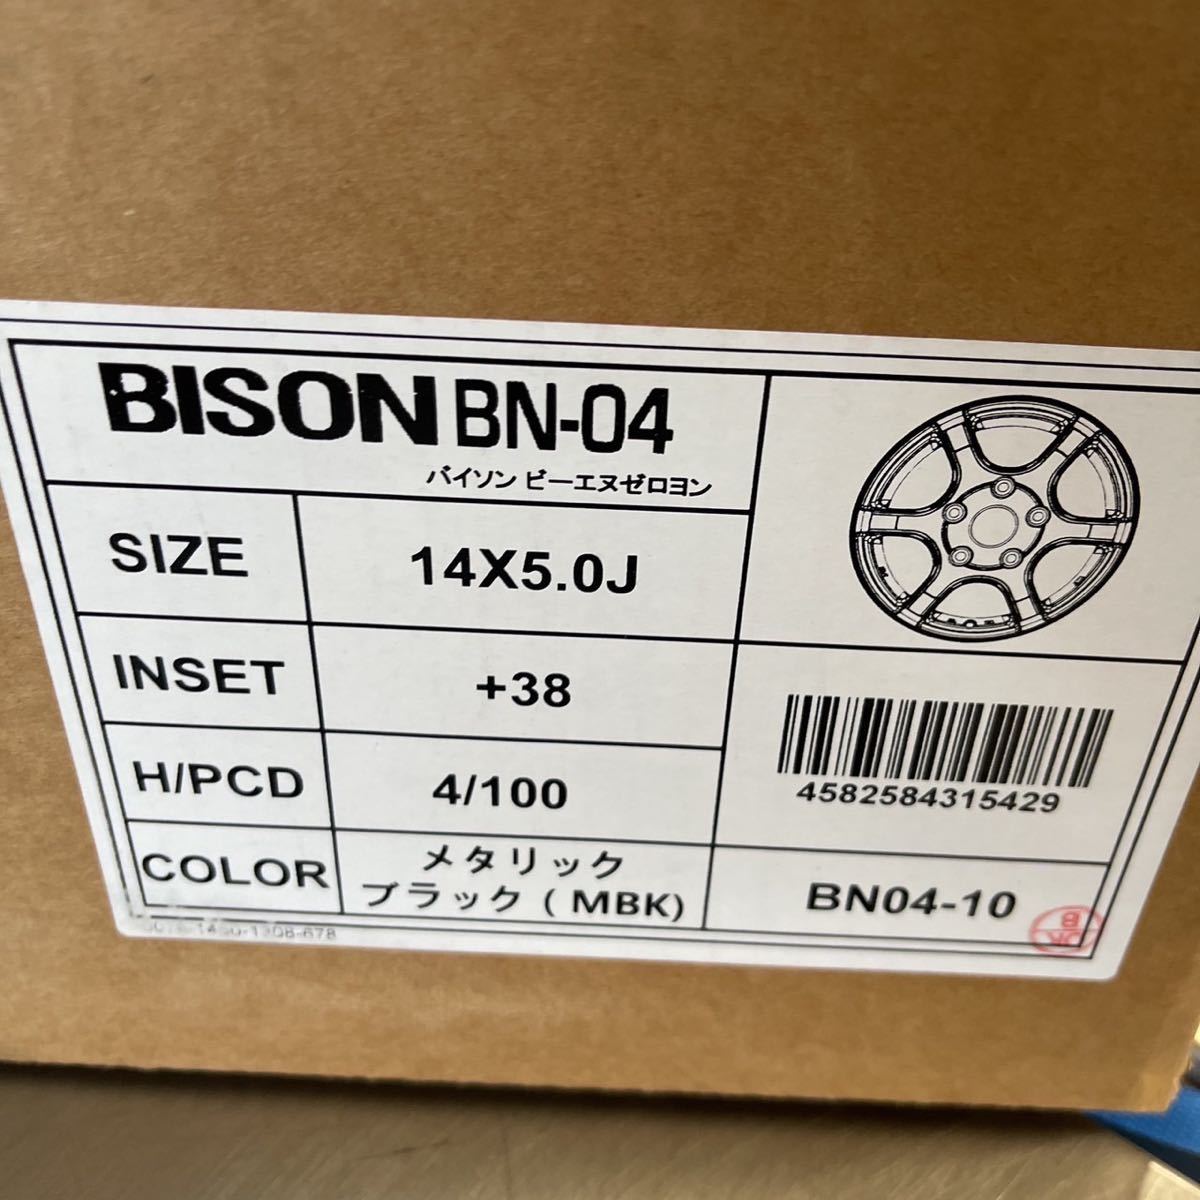 BISON BN-04
バイソン ビーエヌゼロヨン
SIZE 14X5.0J
INSET +38
H/PCD 4/100
COLOR メタリック
ブラック ( MBK)
4582584315429
BN04-10
OK
B